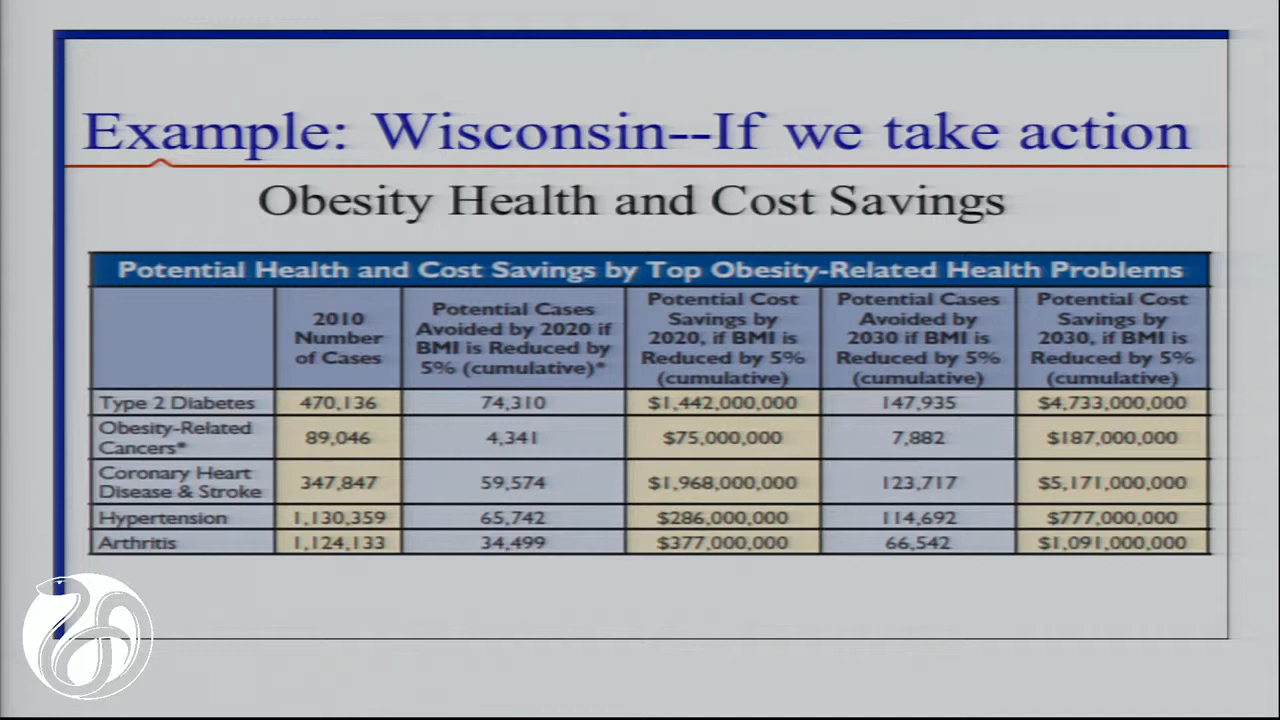 Example: Wisconsin--If we take action
Obesity Health and Cost Savings
Potential Health and Cost Savings by Top Obesity-Related Health Problems
2010 Number of Cases
Potential Cases Avoided by 2020 if BMI is Reduced by 5% (cumulative)*
Potential Cost Savings by 2020, if BMI is Reduced by 5% (cumulative)
Potential Cases Avoided by 2030 if BMI is Reduced by 5% (cumulative)
Potential Cost Savings by 2030, if BMI is Reduced by 5% (cumulative)
Type 2 Diabetes 470,136 74,310 $1,442,000,000 147,935 $4,733,000,000
Obesity-Related Cancers* 89,046 4,341 $75,000,000 7,882 $187,000,000
Coronary Heart Disease & Stroke 347,847 59,574 $1,968,000,000 123,717 $5,171,000,000
Hypertension 1,130,359 65,742 $286,000,000 114,692 $777,000,000
Arthritis 1,124,133 34,499 $377,000,000 66,542 $1,091,000,000